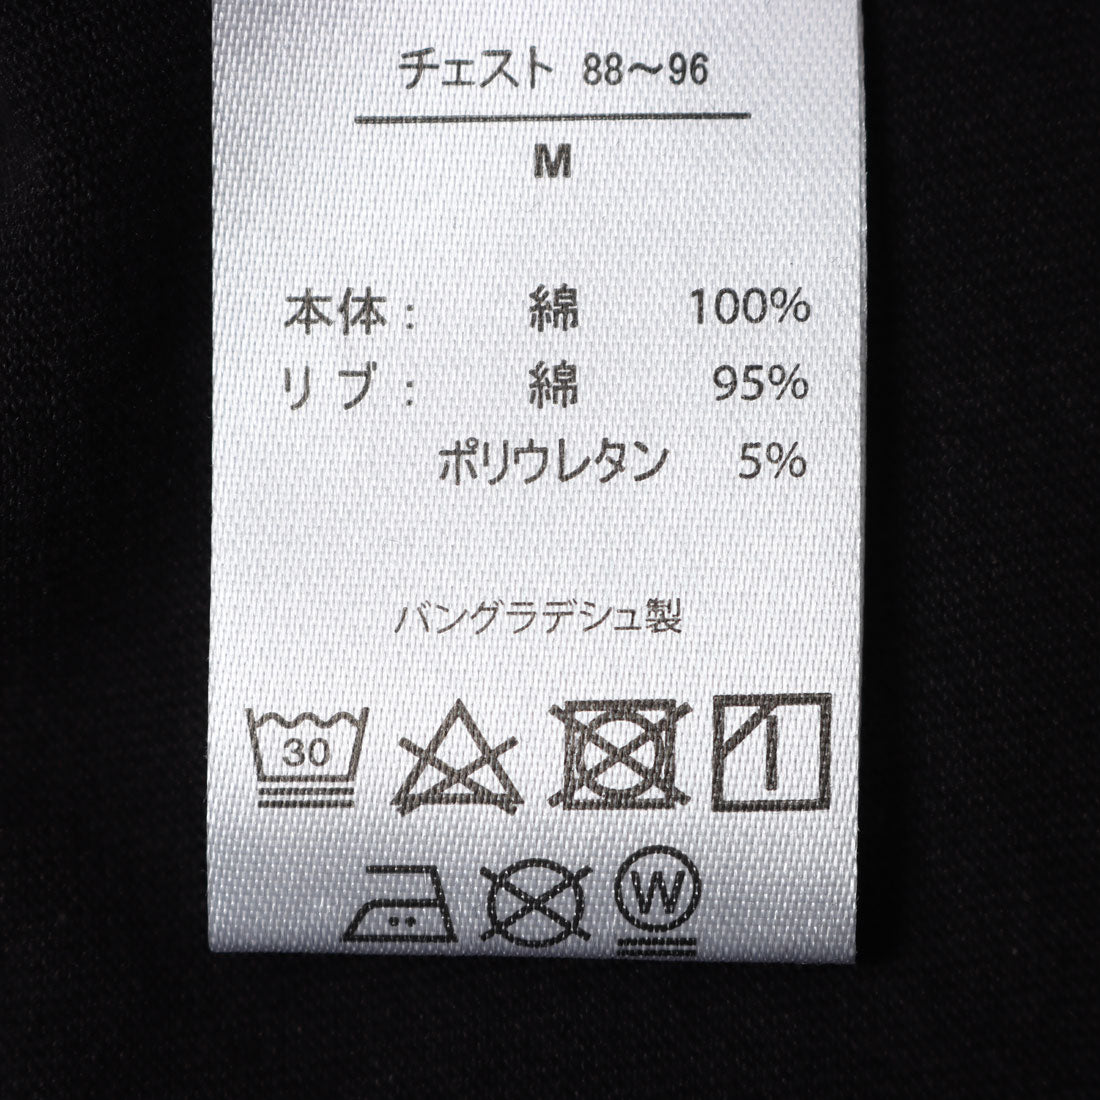 チェスト 88～96
M
本体： 綿 100%
リブ： 綿 95%
ポリウレタン 5%
バングラデシュ製
30
W